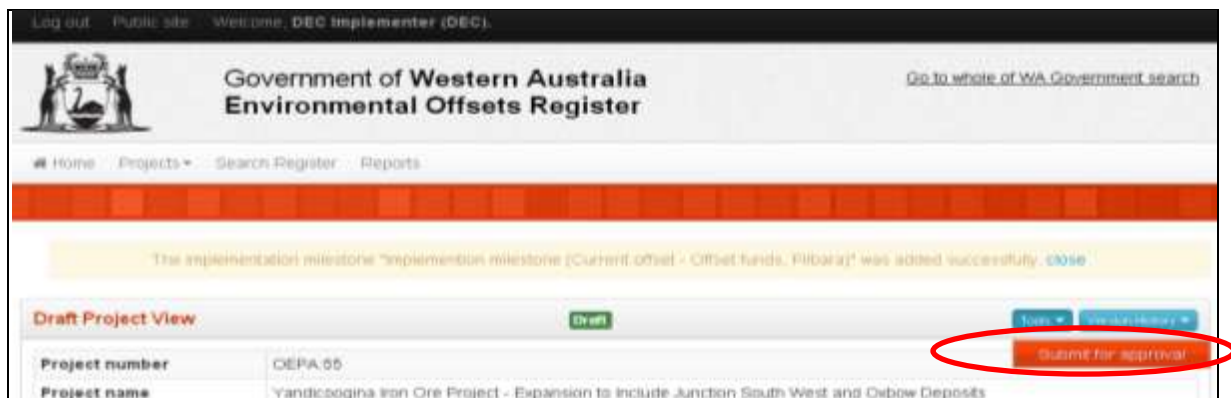 Log out Public site Welcome, DEC Implementer (DEC).
Government of Western Australia
Environmental Offsets Register
Go to whole of WA Government search
Home Projects Search Register Reports
The implementation milestone "Implemention milestone (Current offset - Offset funds, Pilbara)" was added successfully. close
Draft Project View Draft Tools Version History
Submit for approval
Project number OEPA 55
Project name Yandicoogina Iron Ore Project - Expansion to Include Junction South West and Oxbow Deposits